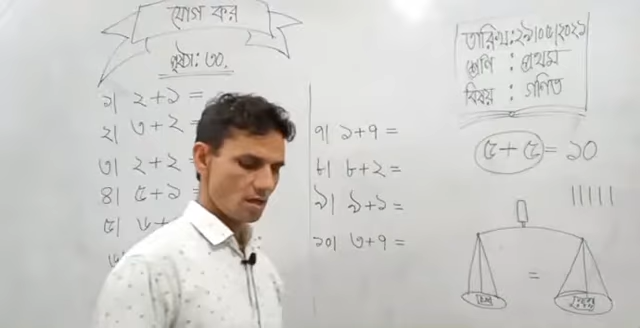 যোগ কর
পৃষ্ঠা: ৩০.
১| ২+১ =
২| ৩+২ =
৩| ২+২ =
৪| ৫+১
৫|
৭| ১+৭ =
৮| ৮+২ =
৯| ৯+১ =
১০| ৩+৭ =
তারিখ:২৯|০৫|২০২১
শ্রেণি : প্রথম
বিষয় : গণিত
৫+৫ = ১০
=